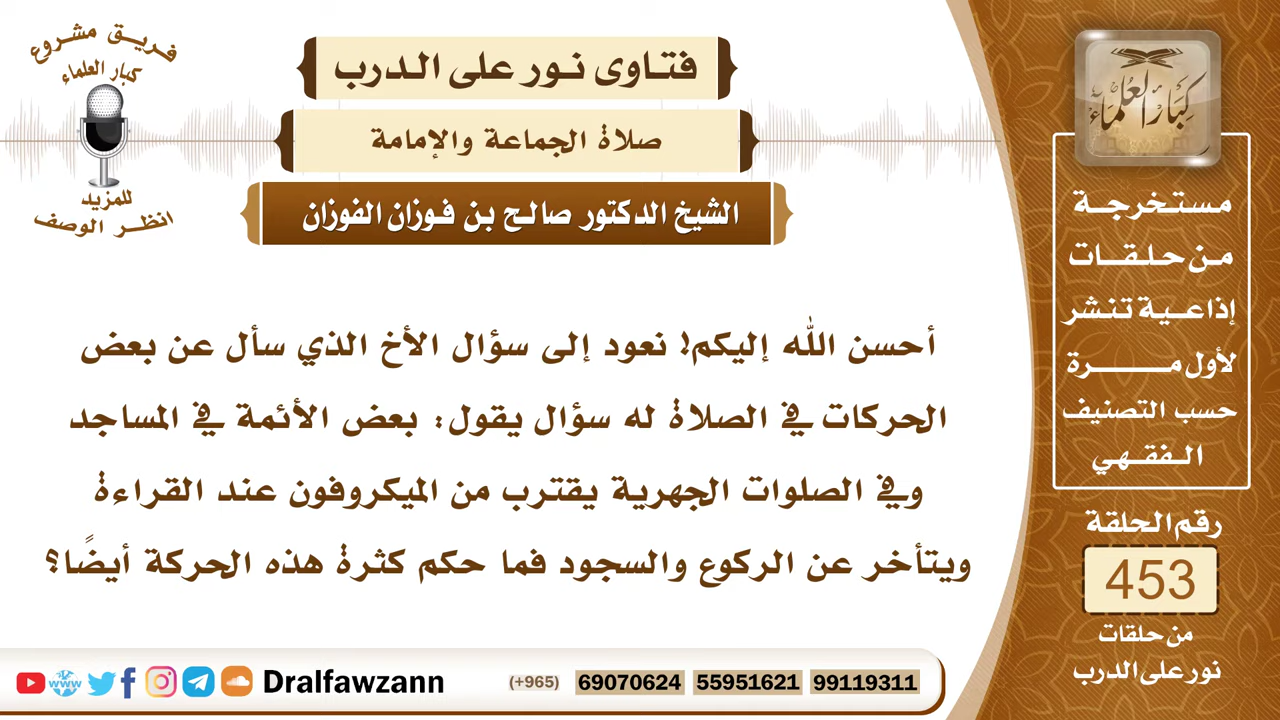 فريق مشروع
كبار العلماء
للمزيد
انظر الوصف
فتاوى نور على الدرب
صلاة الجماعة والإمامة
الشيخ الدكتور صالح بن فوزان الفوزان
أحسن الله إليكم! نعود إلى سؤال الأخ الذي سأل عن بعض
الحركات في الصلاة له سؤال يقول: بعض الأئمة في المساجد
وفي الصلوات الجهرية يقترب من الميكروفون عند القراءة
ويتأخر عن الركوع والسجود فما حكم كثرة هذه الحركة أيضًا؟
كبار العلماء
مستخرجة
من حلقات
إذاعية تنشر
لأول مرة
حسب التصنيف
الفقهي
رقم الحلقة
453
من حلقات
نور على الدرب
www
Dralfawzann (+965) 69070624 55951621 99119311